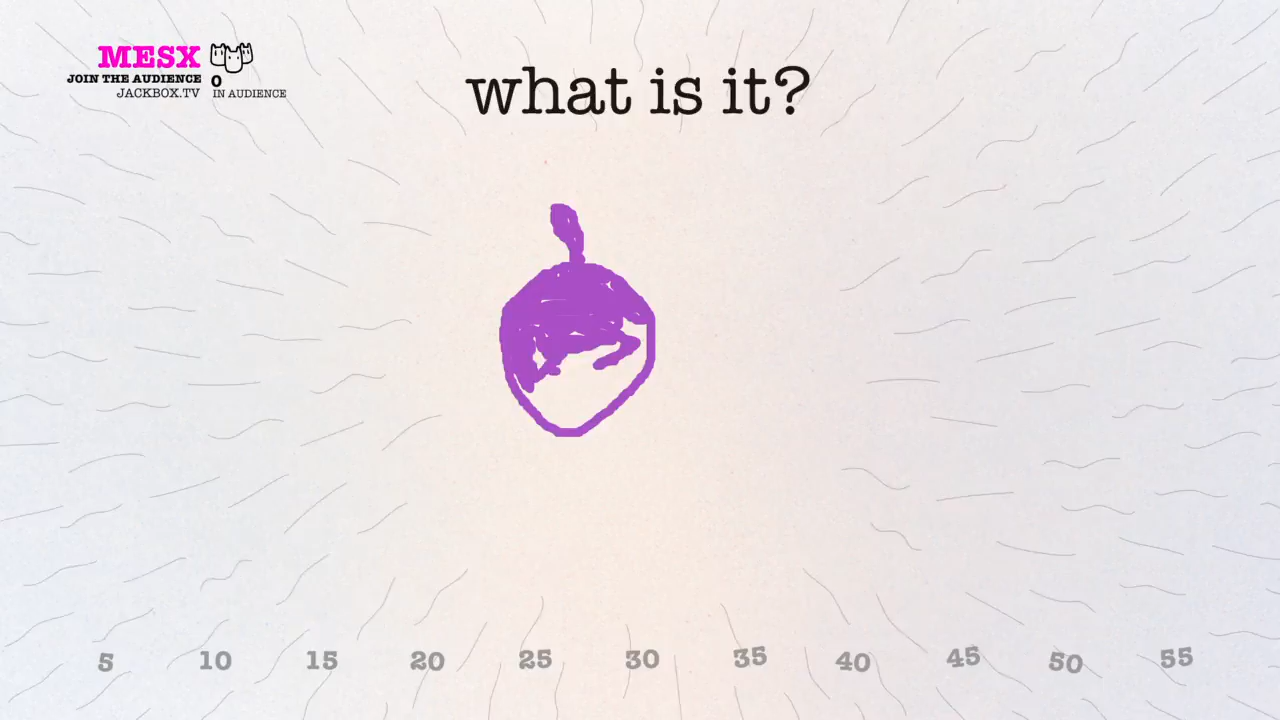 MESX
JOIN THE AUDIENCE
JACKBOX.TV
0
IN AUDIENCE
what is it?
5 10 15 20 25 30 35 40 45 50 55